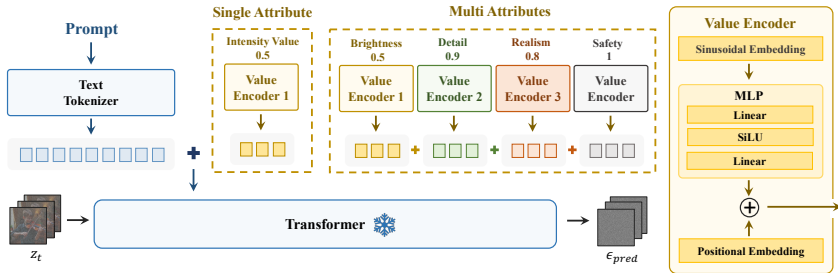 Prompt
Text
Tokenizer
Single Attribute
Intensity Value
0.5
Value
Encoder 1
Multi Attributes
Brightness
0.5
Value
Encoder 1
Detail
0.9
Value
Encoder 2
Realism
0.8
Value
Encoder 3
Safety
1
Value
Encoder
+
+ + +
Transformer
z_t
ϵ_pred
Value Encoder
Sinusoidal Embedding
MLP
Linear
SiLU
Linear
+
Positional Embedding